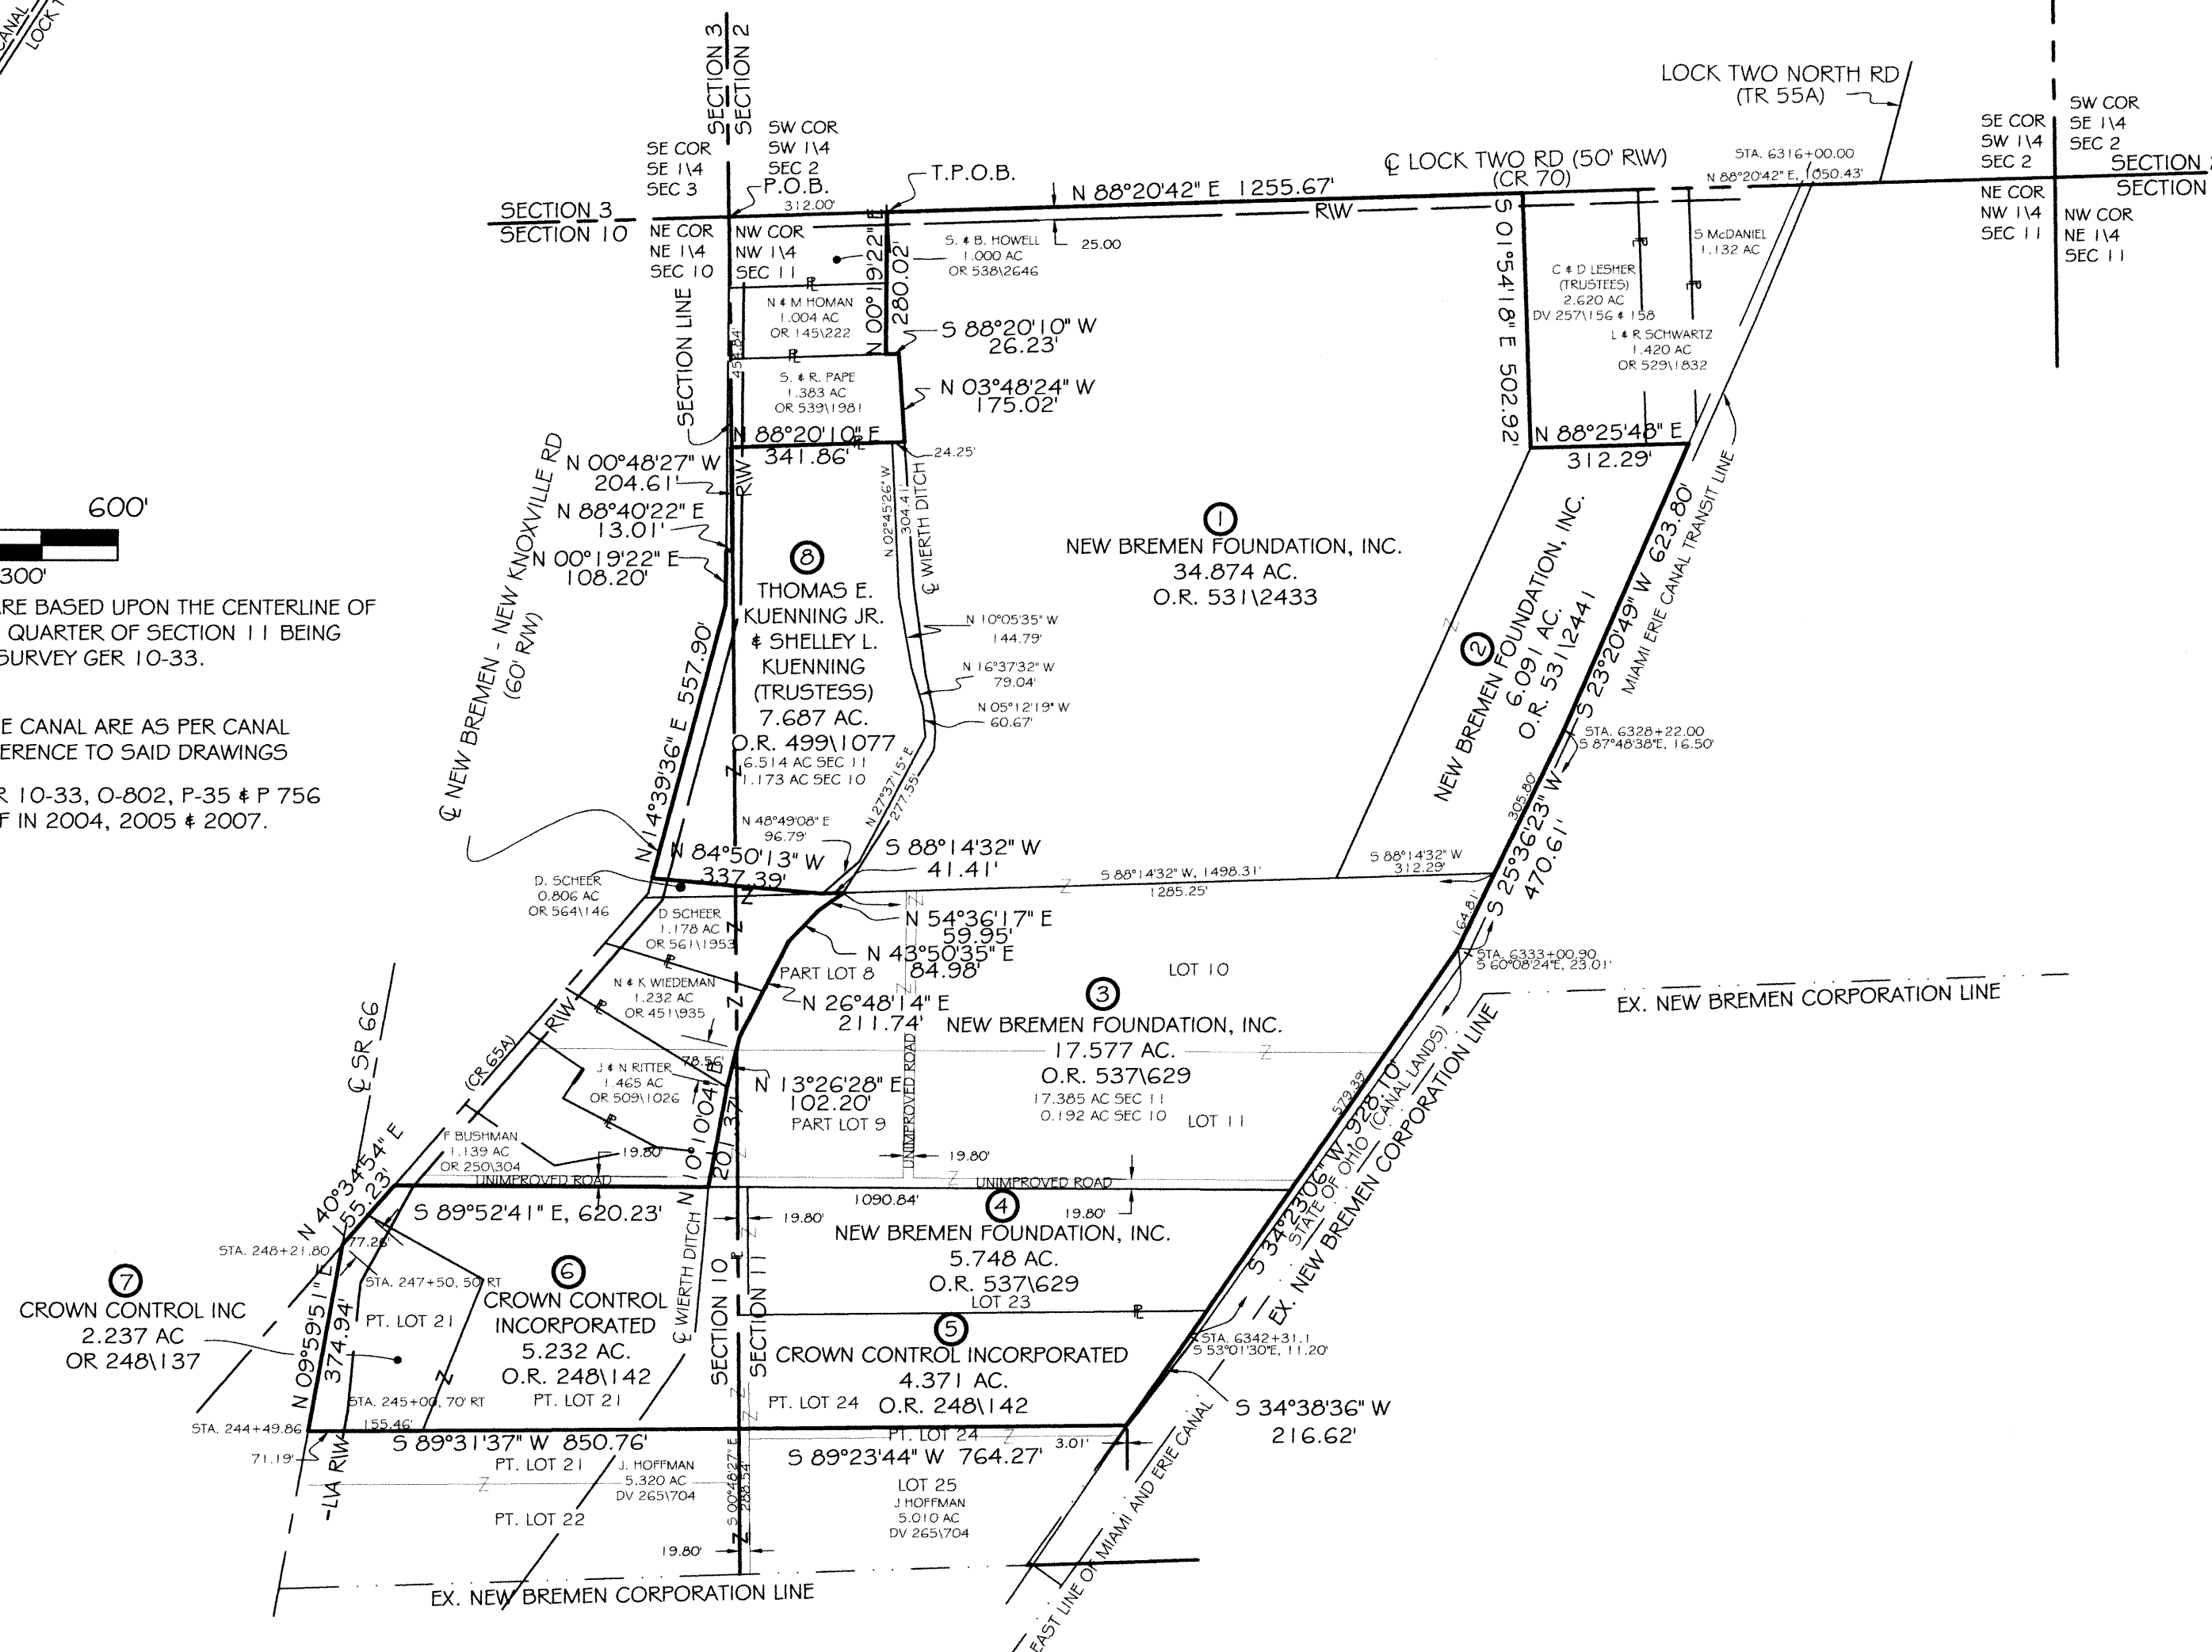 CANAL
LOCK T
SECTION 3
SECTION 2
SE COR
SE 1\4
SEC 3
SW COR
SW 1\4
SEC 2
P.O.B.
312.00'
T.P.O.B.
N 88°20'42" E 1255.67'
℄ LOCK TWO RD (50' R\W)
(CR 70)
LOCK TWO NORTH RD
(TR 55A)
STA. 6316+00.00
N 88°20'42" E, 1050.43'
SE COR
SW 1\4
SEC 2
SW COR
SE 1\4
SEC 2
SECTION
SECTION
NE COR
NW 1\4
SEC 11
NW COR
NE 1\4
SEC 11
SECTION 3
SECTION 10
NE COR
NE 1\4
SEC 10
NW COR
NW 1\4
SEC 11
R\W
25.00
S. & B. HOWELL
1.000 AC
OR 538\2646
N 00°19'22" E
280.02'
N & M HOMAN
1.004 AC
OR 145\222
454.84'
SECTION LINE
S 88°20'10" W
26.23'
S. & R. PAPE
1.383 AC
OR 539\1981
N 03°48'24" W
175.02'
N 88°20'10" E
341.86'
24.25'
S 01°54'18" E 502.92'
C & D LESHER
(TRUSTEES)
2.620 AC
DV 257\156 & 158
S McDANIEL
1.132 AC
L & R SCHWARTZ
1.420 AC
OR 529\1832
N 88°25'48" E
312.29'
N 00°48'27" W
204.61'
N 88°40'22" E
13.01'
N 00°19'22" E
108.20'
R\W
℄ NEW BREMEN - NEW KNOXVILLE RD
(60' R\W)
600'
300'
RE BASED UPON THE CENTERLINE OF
QUARTER OF SECTION 11 BEING
SURVEY GER 10-33.
E CANAL ARE AS PER CANAL
ERENCE TO SAID DRAWINGS
R 10-33, O-802, P-35 & P 756
F IN 2004, 2005 & 2007.
8
THOMAS E.
KUENNING JR.
& SHELLEY L.
KUENNING
(TRUSTESS)
7.687 AC.
O.R. 499\1077
6.514 AC SEC 11
1.173 AC SEC 10
N 02°45'26" W
304.41
℄ WIERTH DITCH
N 10°05'35" W
144.79'
N 16°37'32" W
79.04'
N 05°12'19" W
60.67'
N 27°37'15" E
277.55'
N 48°49'08" E
96.79'
1
NEW BREMEN FOUNDATION, INC.
34.874 AC.
O.R. 531\2433
2
NEW BREMEN FOUNDATION, INC.
6.091 AC.
O.R. 531\2441
S 23°20'49" W 623.80'
MIAMI ERIE CANAL TRANSIT LINE
STA. 6328+22.00
S 87°48'38"E, 16.50'
305.80'
S 25°36'23" W
470.61'
164.81'
N 14°39'36" E 557.90'
N 84°50'13" W
337.39'
S 88°14'32" W
41.41'
S 88°14'32" W, 1498.31'
1285.25'
S 88°14'32" W
312.29'
D. SCHEER
0.806 AC
OR 564\146
D SCHEER
1.178 AC
OR 561\1953
N 54°36'17" E
59.95'
N 43°50'35" E
84.98'
PART LOT 8
N 26°48'14" E
211.74'
LOT 10
STA. 6333+00.90
S 60°08'24"E, 23.01'
EX. NEW BREMEN CORPORATION LINE
N & K WIEDEMAN
1.232 AC
OR 451\935
R\W
3
NEW BREMEN FOUNDATION, INC.
17.577 AC.
O.R. 537\629
17.385 AC SEC 11
0.192 AC SEC 10
LOT 11
UNIMPROVED ROAD
J & N RITTER
1.465 AC
OR 509\1026
78.56'
N 13°26'28" E
102.20'
PART LOT 9
N 10°10'04" E
201.37'
℄ SR 66
(CR 65A)
F BUSHMAN
1.139 AC
OR 250\304
19.80'
UNIMPROVED ROAD
19.80'
UNIMPROVED ROAD
579.39'
S 34°23'06" W, 928.10'
STATE OF OHIO (CANAL LANDS)
EX. NEW BREMEN CORPORATION LINE
N 40°34'54" E
155.23'
S 89°52'41" E, 620.23'
1090.84'
19.80'
19.80'
4
NEW BREMEN FOUNDATION, INC.
5.748 AC.
O.R. 537\629
LOT 23
STA. 248+21.80
77.26'
STA. 247+50, 50'RT
PT. LOT 21
7
CROWN CONTROL INC
2.237 AC
OR 248\137
N 09°59'51" E
374.94'
6
CROWN CONTROL
INCORPORATED
5.232 AC.
O.R. 248\142
PT. LOT 21
℄ WIERTH DITCH
SECTION 10
SECTION 11
5
CROWN CONTROL INCORPORATED
4.371 AC.
O.R. 248\142
PT. LOT 24
STA. 6342+31.1
S 53°01'30"E, 11.20'
S 34°38'36" W
216.62'
STA. 245+00, 70' RT
155.46'
STA. 244+49.86
71.19'
S 89°31'37" W 850.76'
PT. LOT 24
3.01'
S 89°23'44" W 764.27'
-L\A R\W
PT. LOT 21
J. HOFFMAN
5.320 AC
DV 265\704
S 00°48'27" E
288.54'
LOT 25
J HOFFMAN
5.010 AC
DV 265\704
PT. LOT 22
19.80'
EX. NEW BREMEN CORPORATION LINE
EAST LINE OF MIAMI AND ERIE CANAL